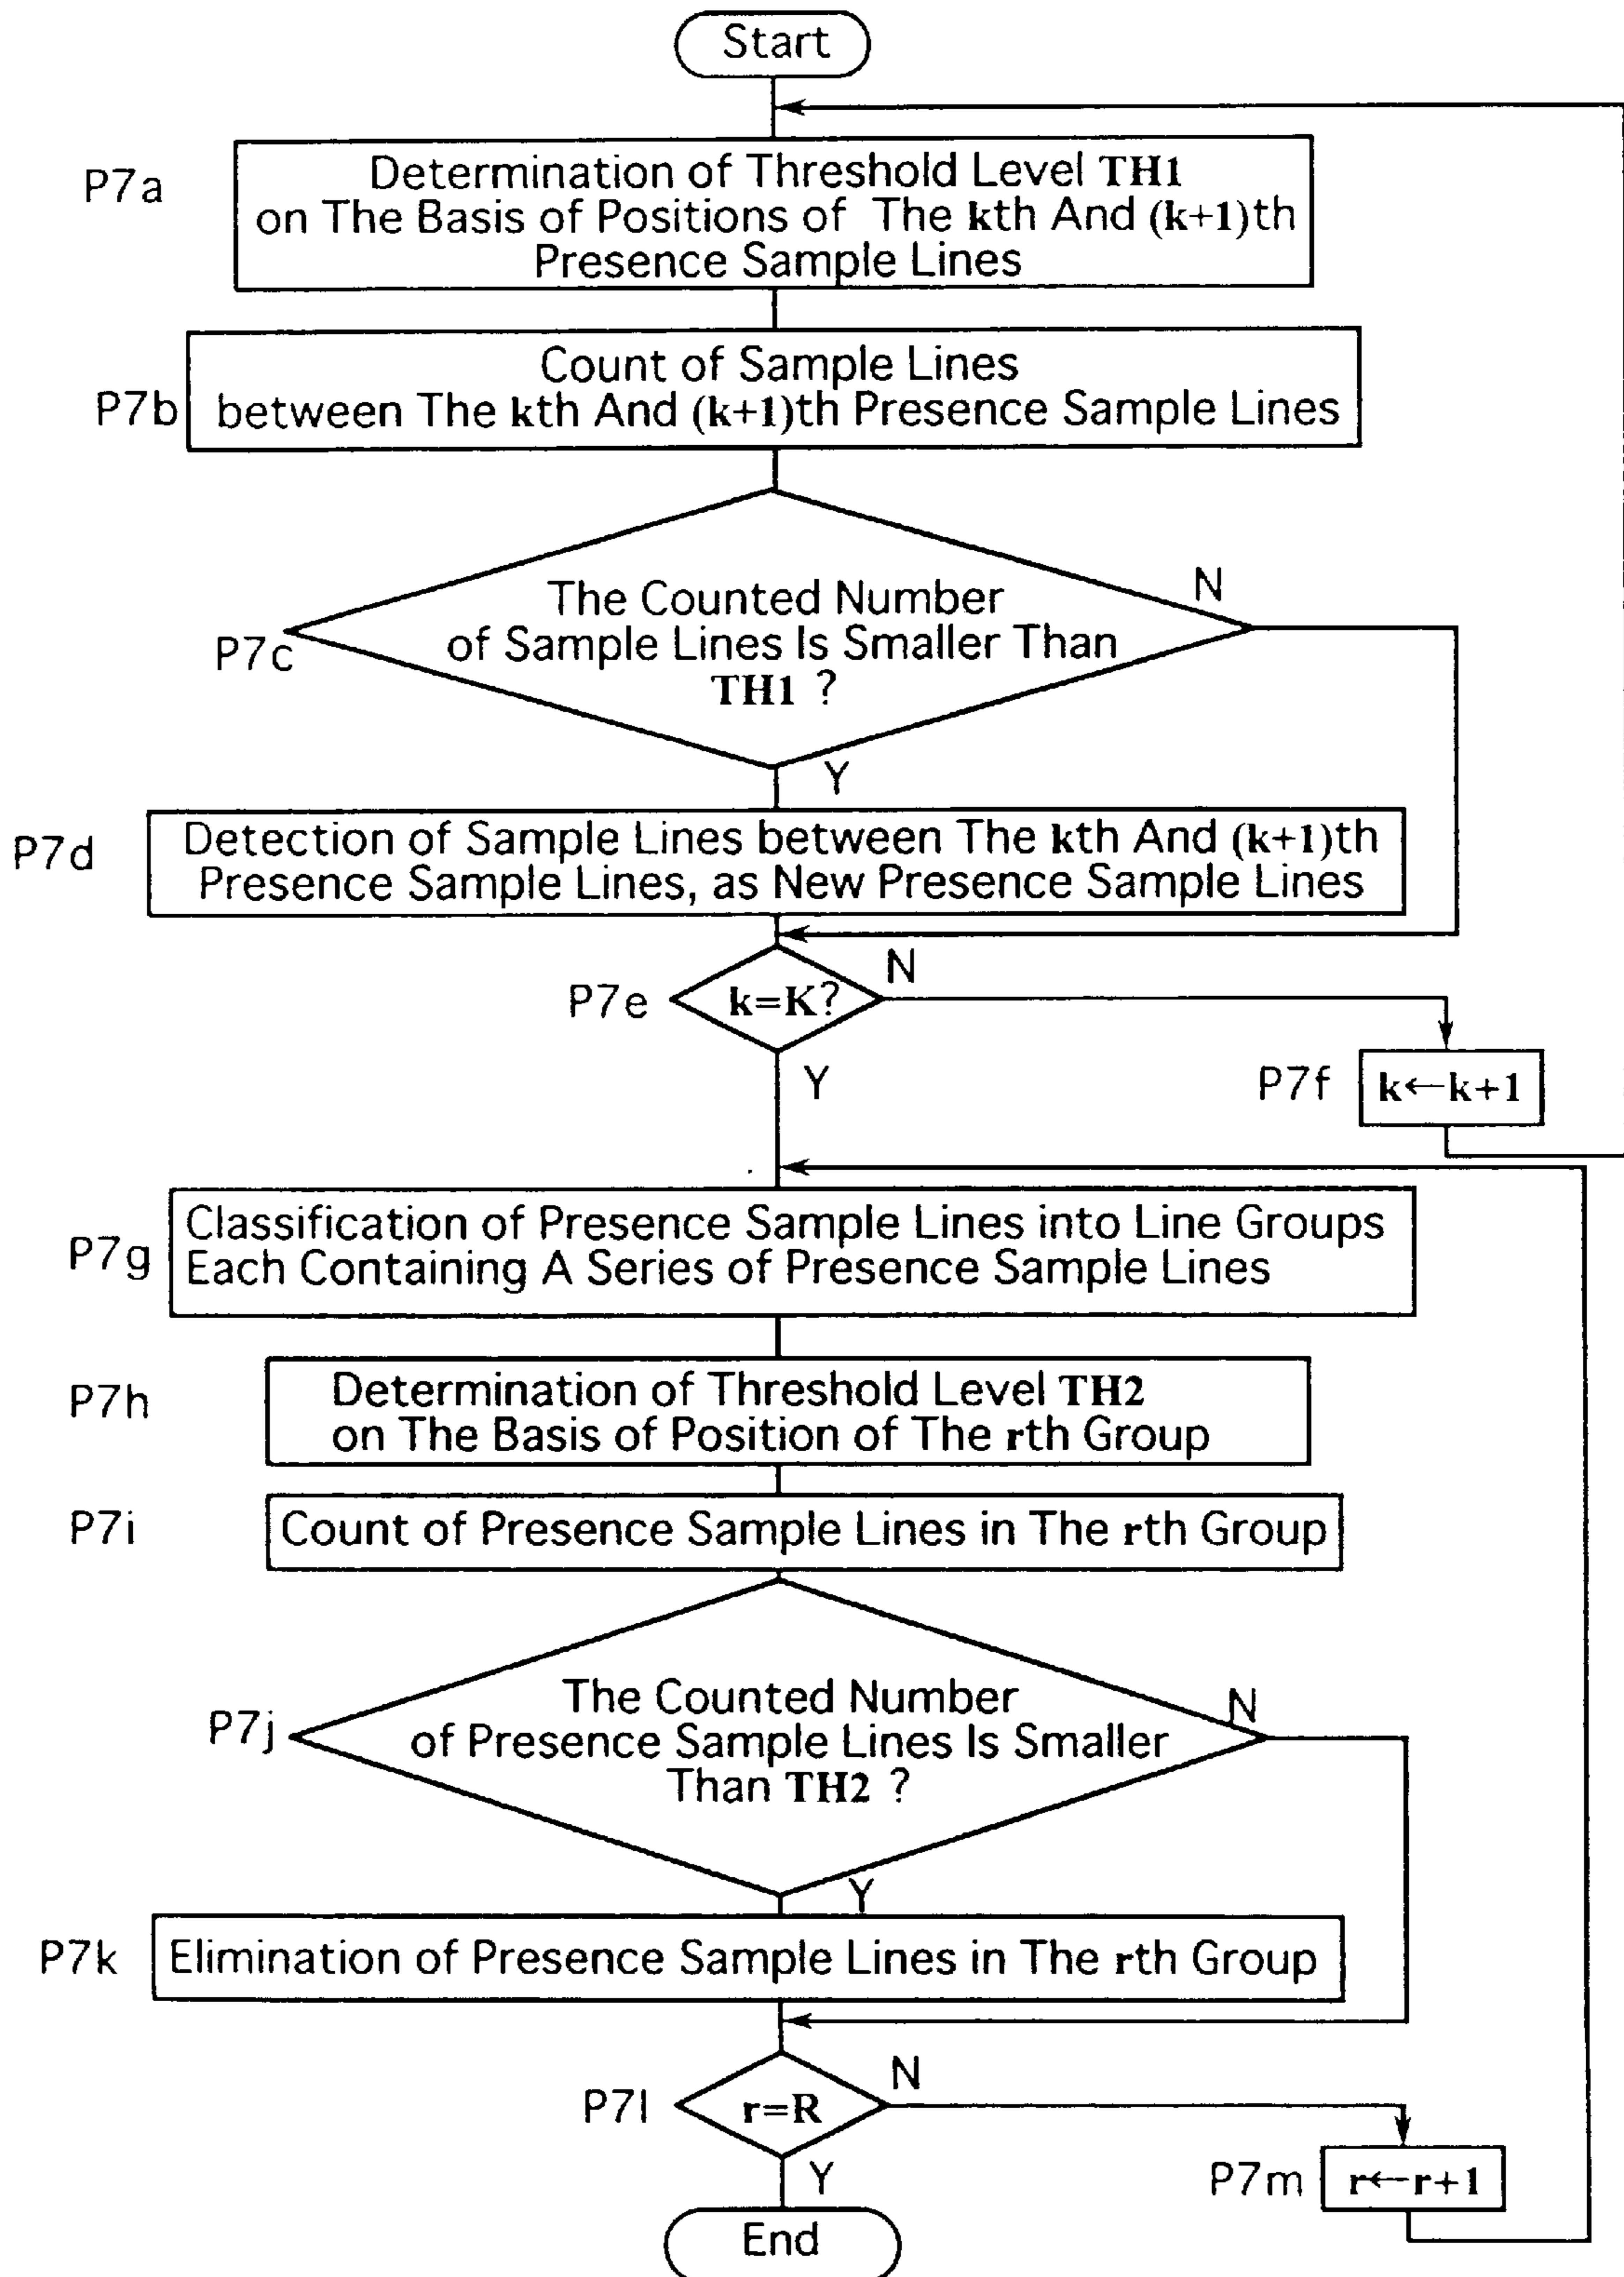 Start
P7a
Determination of Threshold Level TH1
on The Basis of Positions of The kth And (k+1)th
Presence Sample Lines
P7b
Count of Sample Lines
between The kth And (k+1)th Presence Sample Lines
P7c
The Counted Number
of Sample Lines Is Smaller Than
TH1 ?
N
Y
P7d
Detection of Sample Lines between The kth And (k+1)th
Presence Sample Lines, as New Presence Sample Lines
P7e
k=K?
N
Y
P7f
k←k+1
P7g
Classification of Presence Sample Lines into Line Groups
Each Containing A Series of Presence Sample Lines
P7h
Determination of Threshold Level TH2
on The Basis of Position of The rth Group
P7i
Count of Presence Sample Lines in The rth Group
P7j
The Counted Number
of Presence Sample Lines Is Smaller
Than TH2 ?
N
Y
P7k
Elimination of Presence Sample Lines in The rth Group
P7l
r=R
N
Y
P7m
r←r+1
End